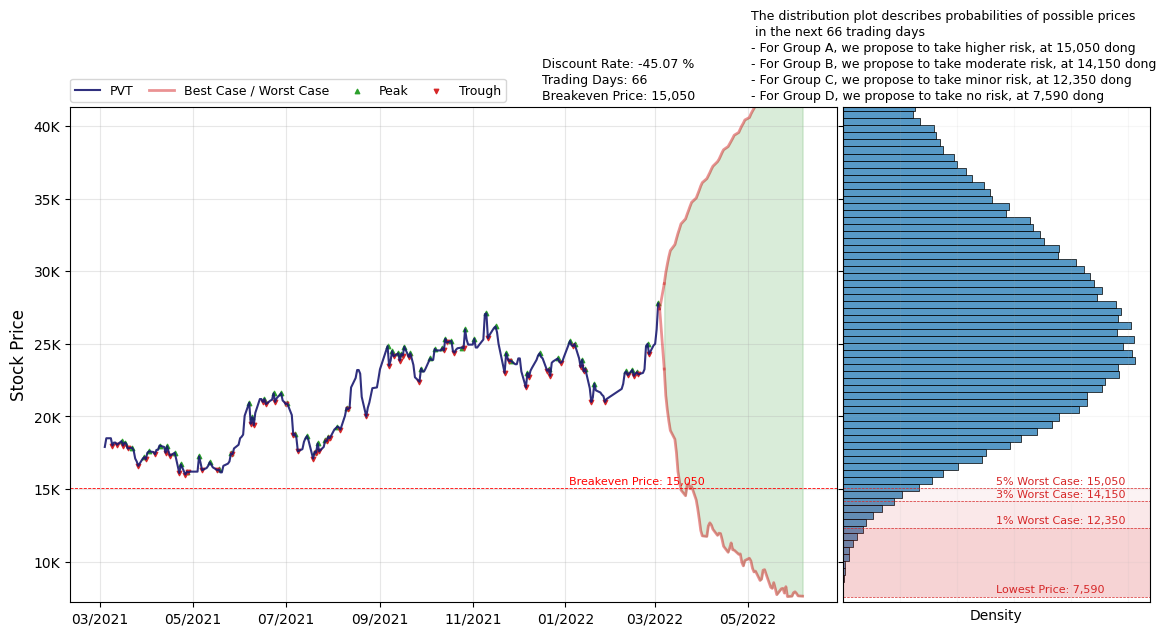 The distribution plot describes probabilities of possible prices
in the next 66 trading days
- For Group A, we propose to take higher risk, at 15,050 dong
- For Group B, we propose to take moderate risk, at 14,150 dong
- For Group C, we propose to take minor risk, at 12,350 dong
- For Group D, we propose to take no risk, at 7,590 dong
Discount Rate: -45.07 %
Trading Days: 66
Breakeven Price: 15,050
PVT Best Case / Worst Case Peak Trough
Stock Price
40K
35K
30K
25K
20K
15K
10K
Breakeven Price: 15,050
5% Worst Case: 15,050
3% Worst Case: 14,150
1% Worst Case: 12,350
Lowest Price: 7,590
03/2021 05/2021 07/2021 09/2021 11/2021 01/2022 03/2022 05/2022
Density